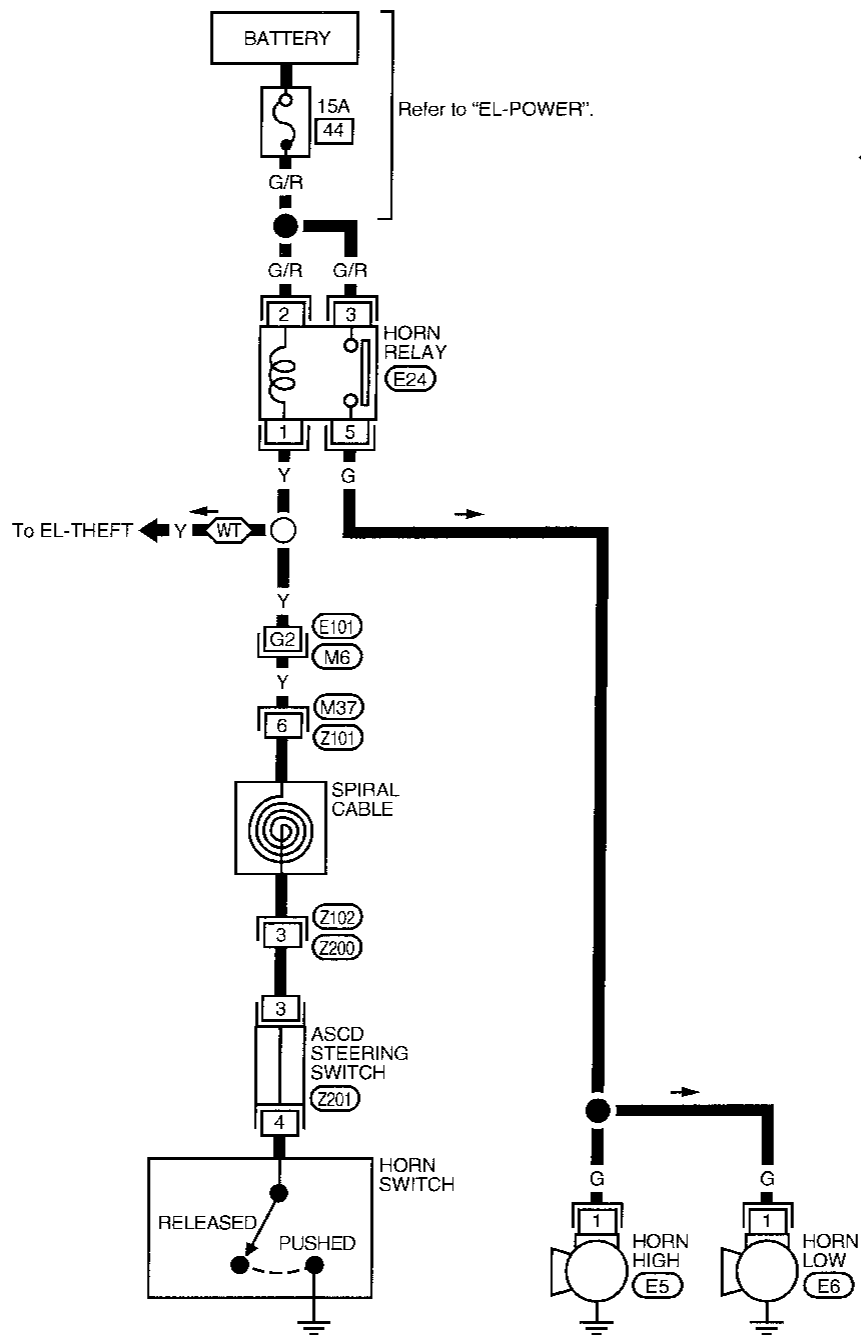 BATTERY
15A
44
Refer to "EL-POWER".
G/R
G/R G/R
2 3
HORN
RELAY
E24
1 5
Y G
To EL-THEFT Y WT
Y
G2 E101
M6
Y
M37
6
Z101
SPIRAL
CABLE
Z102
3
Z200
3
ASCD
STEERING
SWITCH
Z201
4
HORN
SWITCH
RELEASED
PUSHED
G G
1 1
HORN
HIGH
E5
HORN
LOW
E6